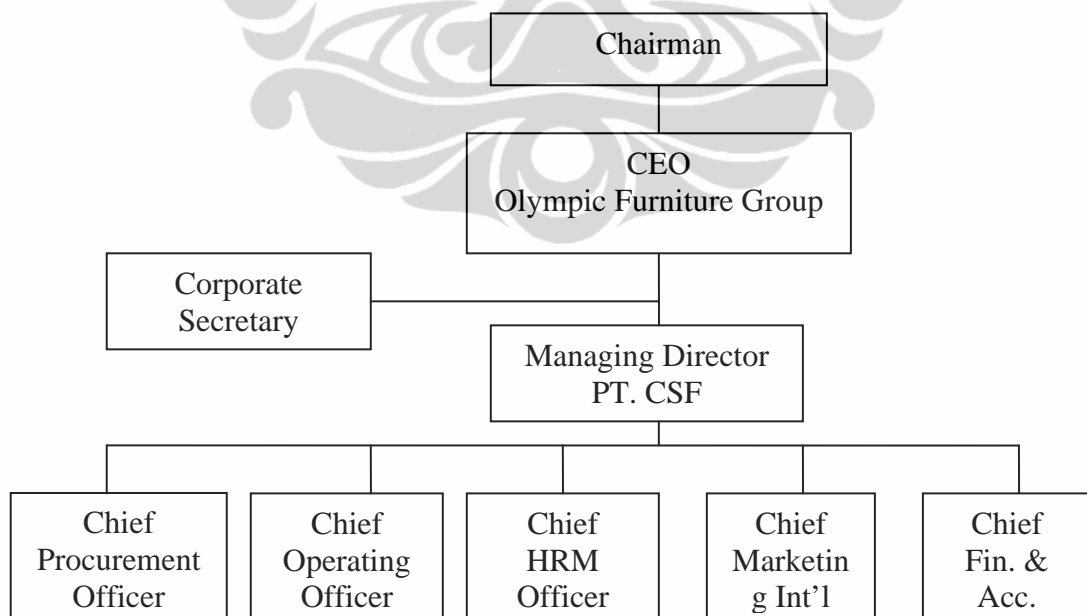 Chairman
CEO
Olympic Furniture Group
Corporate
Secretary
Managing Director
PT. CSF
Chief
Procurement
Officer
Chief
Operating
Officer
Chief
HRM
Officer
Chief
Marketin
g Int’l
Chief
Fin. &
Acc.